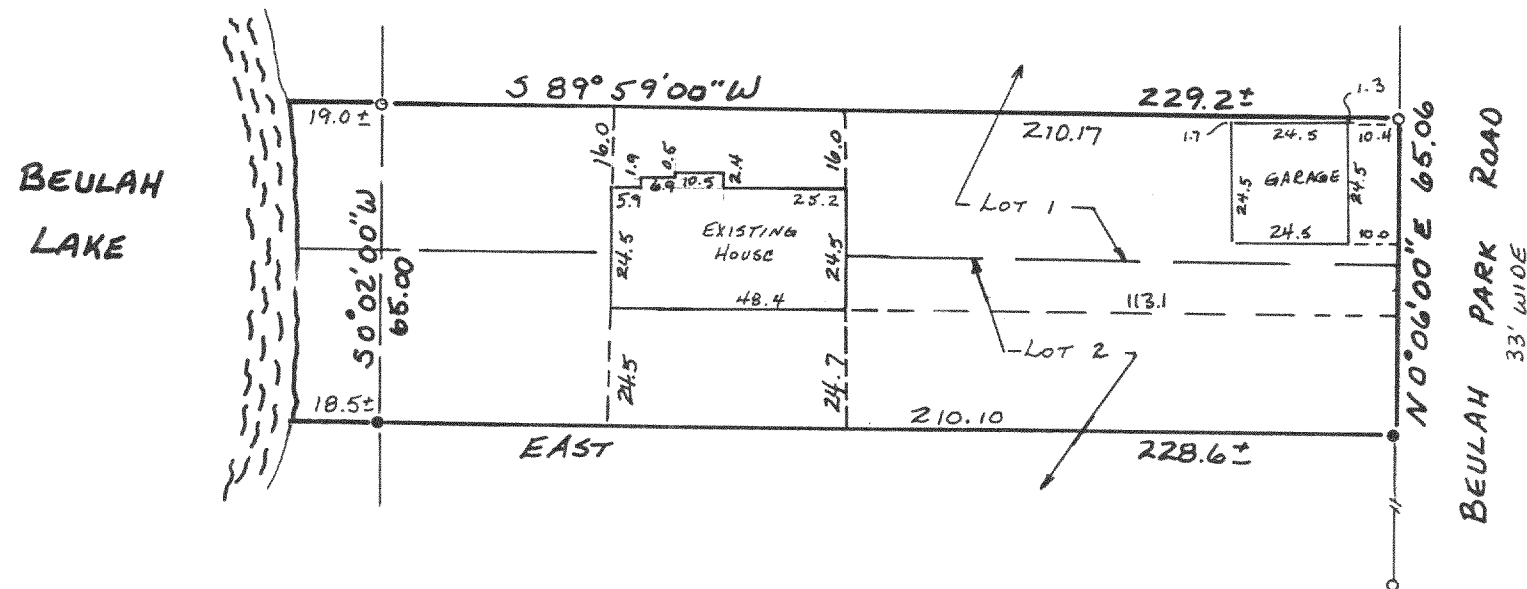 S 89° 59' 00" W
229.2±
1.3
19.0±
210.17
1.7
24.5
10.4
BEULAH
LAKE
16.0
1.9
0.5
2.4
16.0
GARAGE
24.5
24.5
5.9
6.9
10.5
25.2
LOT 1
24.5
10.0
EXISTING
HOUSE
24.5
24.5
S 0° 02' 00" W
65.00
48.4
113.1
LOT 2
24.5
24.7
18.5±
210.10
EAST
228.6±
N 0° 06' 00" E 65.06
BEULAH PARK ROAD
33' WIDE